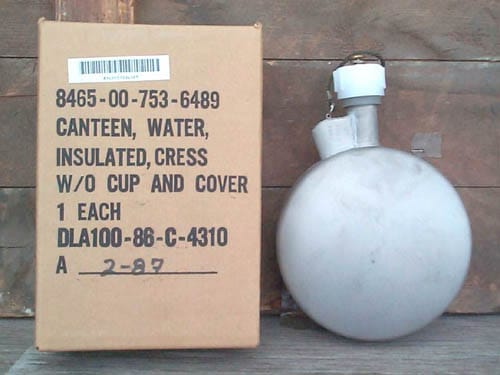 8465-00-753-6489
CANTEEN, WATER,
INSULATED, CRESS
W/O CUP AND COVER
1 EACH
DLA100-86-C-4310
A 2-87